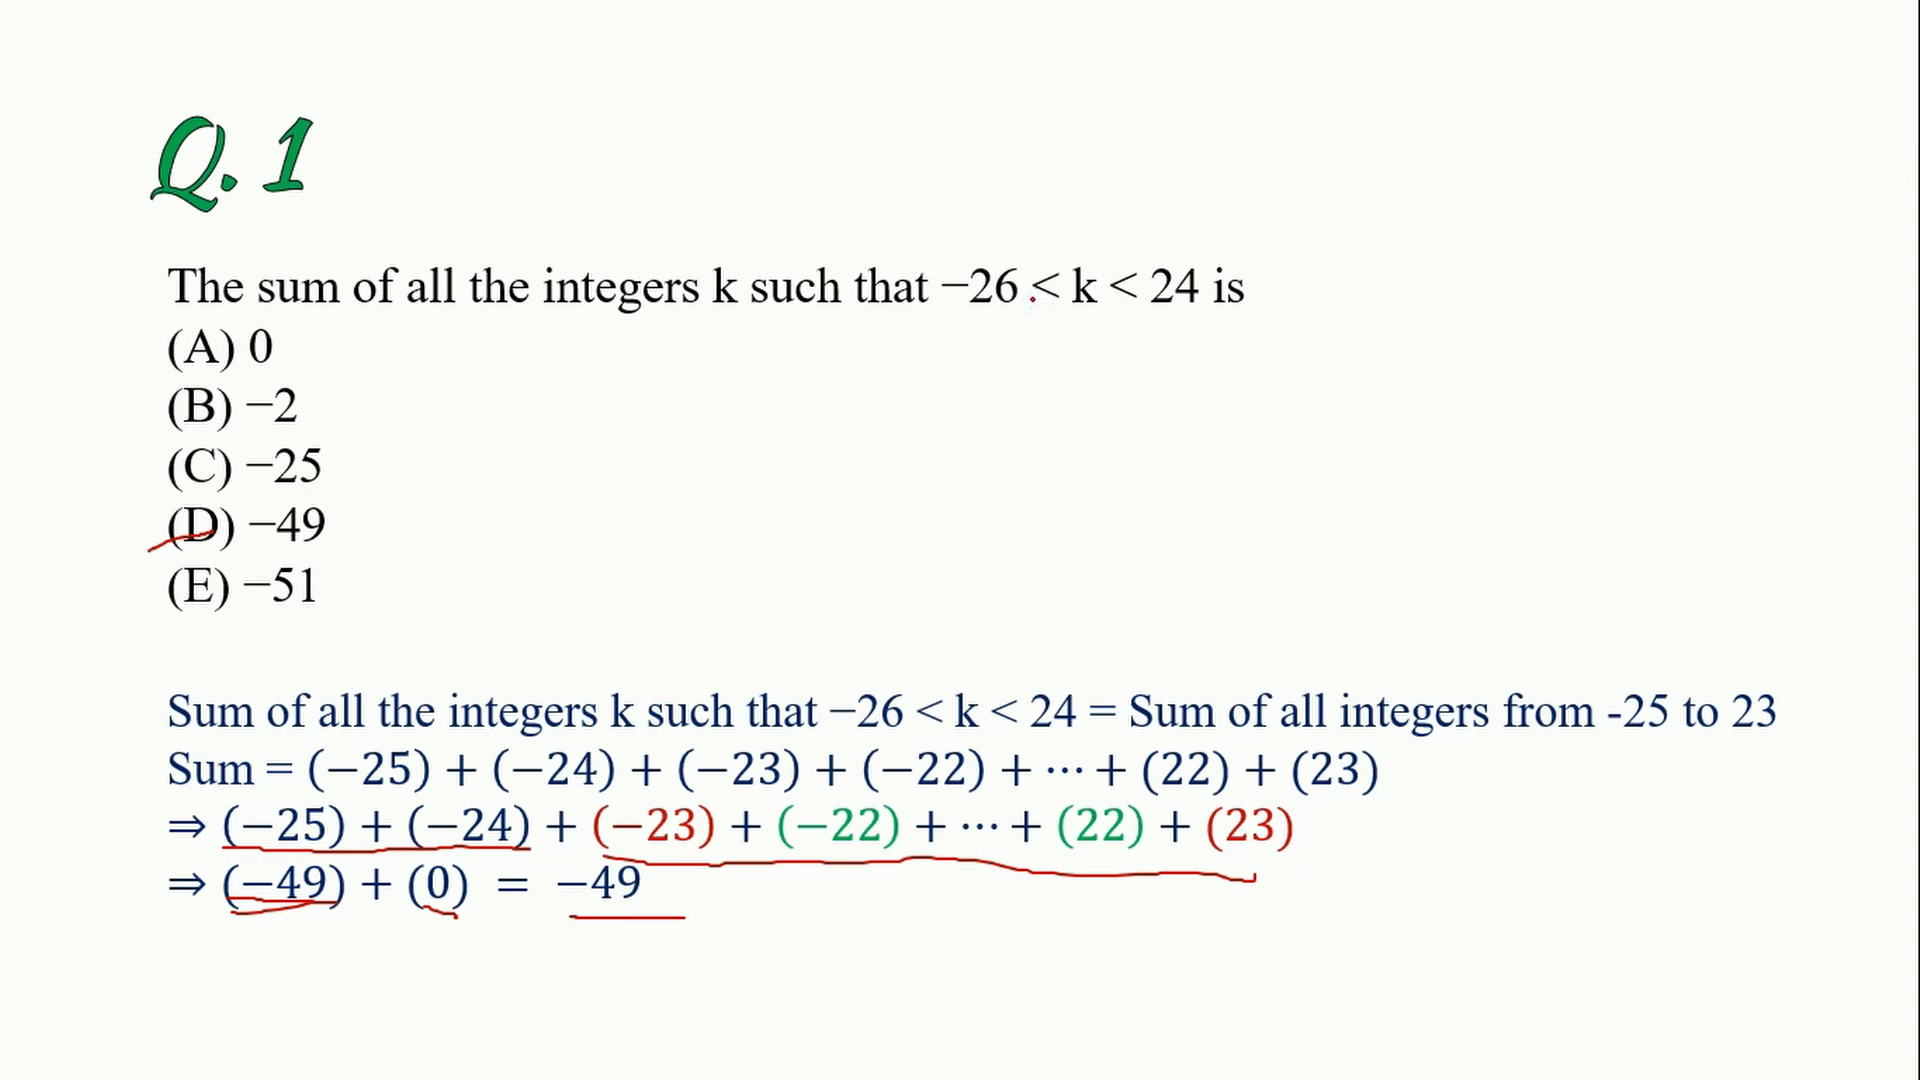 Q. 1
The sum of all the integers k such that −26 < k < 24 is
(A) 0
(B) −2
(C) −25
(D) −49
(E) −51
Sum of all the integers k such that −26 < k < 24 = Sum of all integers from -25 to 23
Sum = (−25) + (−24) + (−23) + (−22) + ⋯ + (22) + (23)
⇒ (−25) + (−24) + (−23) + (−22) + ⋯ + (22) + (23)
⇒ (−49) + (0) = −49